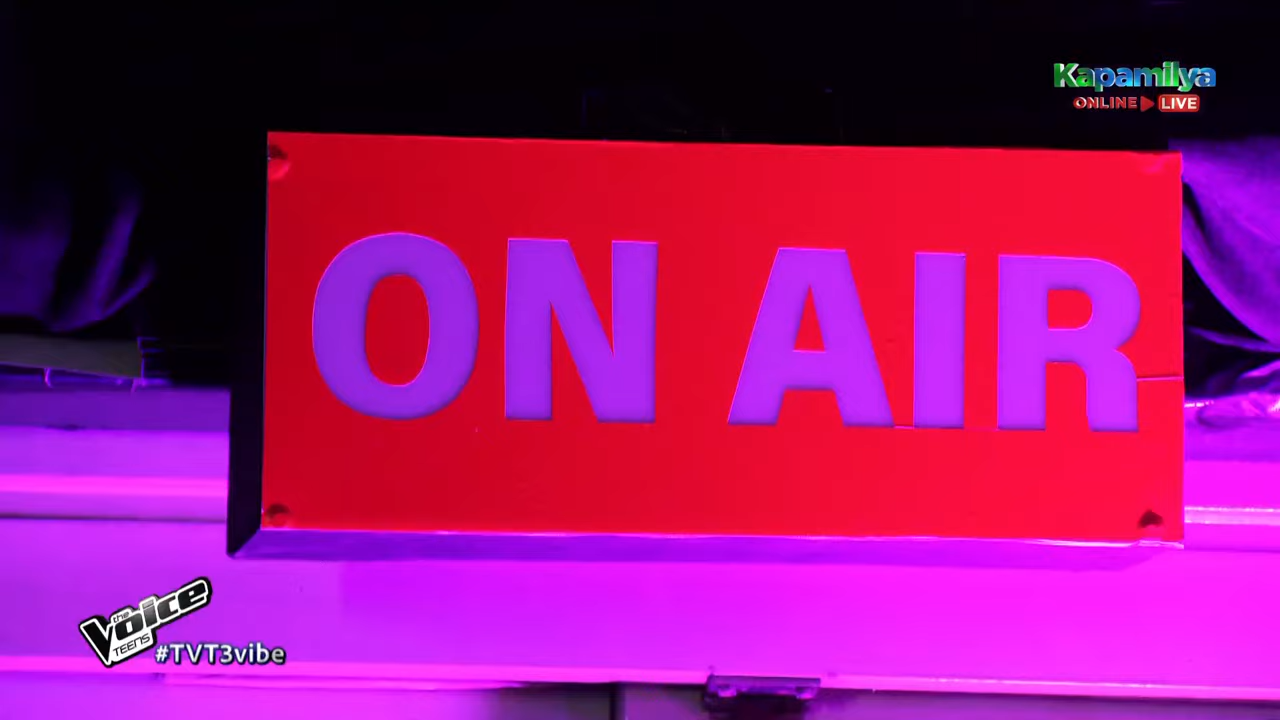 Kapamilya
ONLINE LIVE
ON AIR
the
Voice
TEENS
#TVT3vibe